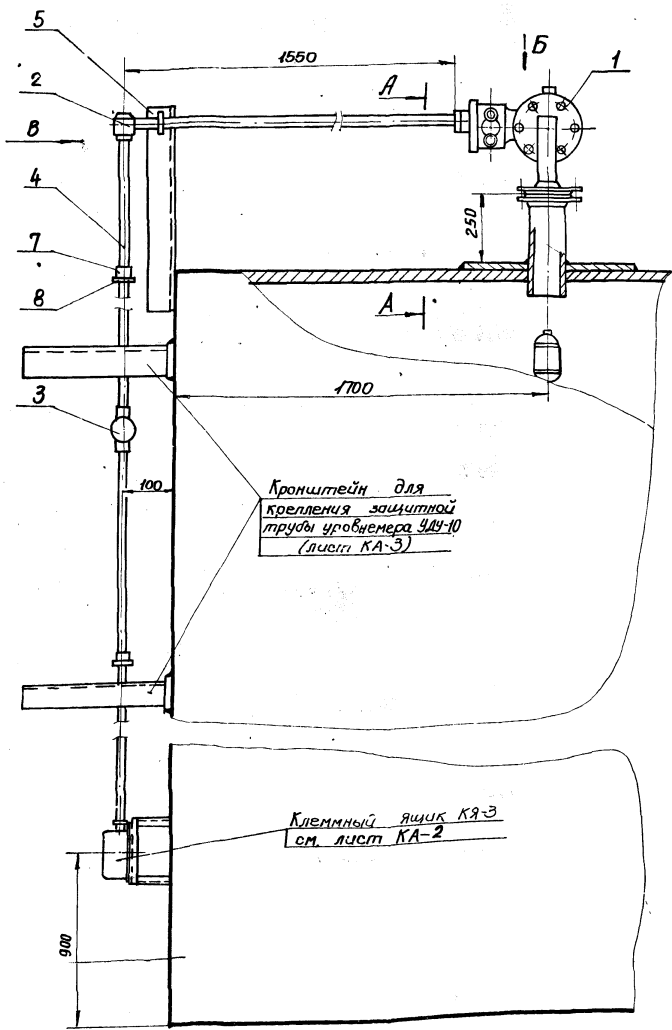 5
1550
Б
1
2
А
В
4
250
7
8
А
1700
3
100
Кронштейн для
крепления защитной
трубы уровнемера УДУ-10
(лист КА-3)
Клеммный ящик КЯ-3
см. лист КА-2
900